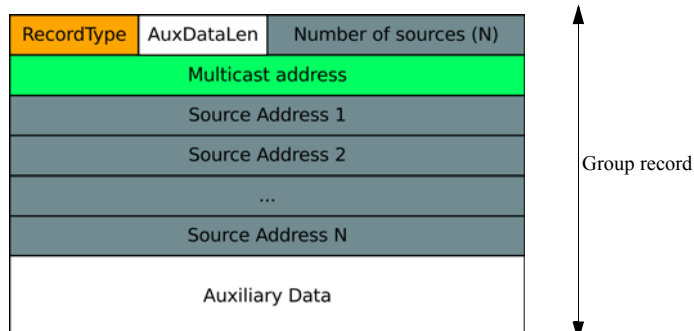 RecordType AuxDataLen Number of sources (N)
Multicast address
Source Address 1
Source Address 2
...
Source Address N
Auxiliary Data
Group record